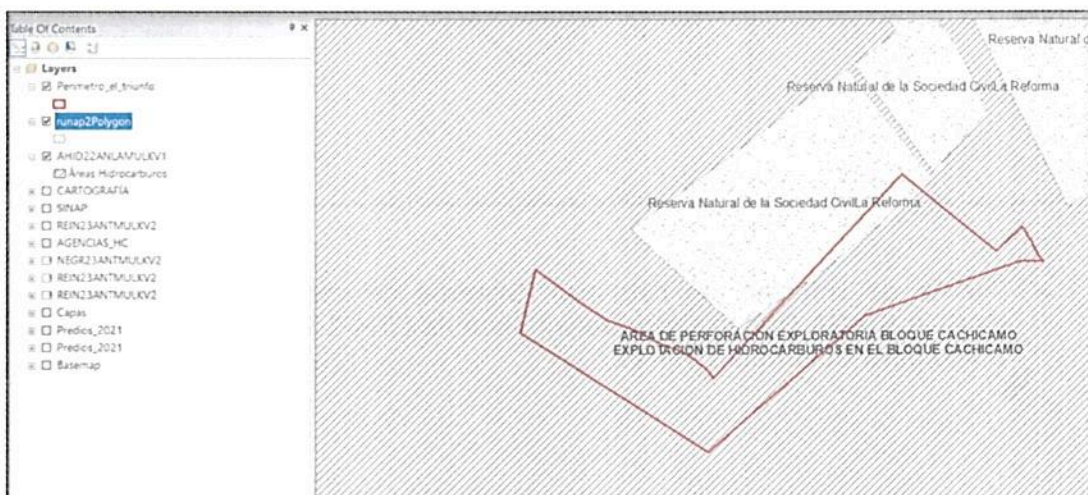 Table Of Contents
Layers
Perimetro_el_triunfo
runap2Polygon
AHID22ANLAMULKV1
Áreas Hidrocarburos
CARTOGRAFÍA
SINAP
REIN23ANTMULKV2
AGENCIAS_HC
NEGR23ANTMULKV2
REIN23ANTMULKV2
REIN23ANTMULKV2
Capas
Predios_2021
Predios_2021
Basemap
Reserva Natural d
Reserva Natural de la Sociedad CivilLa Reforma
Reserva Natural de la Sociedad CivilLa Reforma
AREA DE PERFORACIÓN EXPLORATORIA BLOQUE CACHICAMO
EXPLOTACION DE HIDROCARBUROS EN EL BLOQUE CACHICAMO